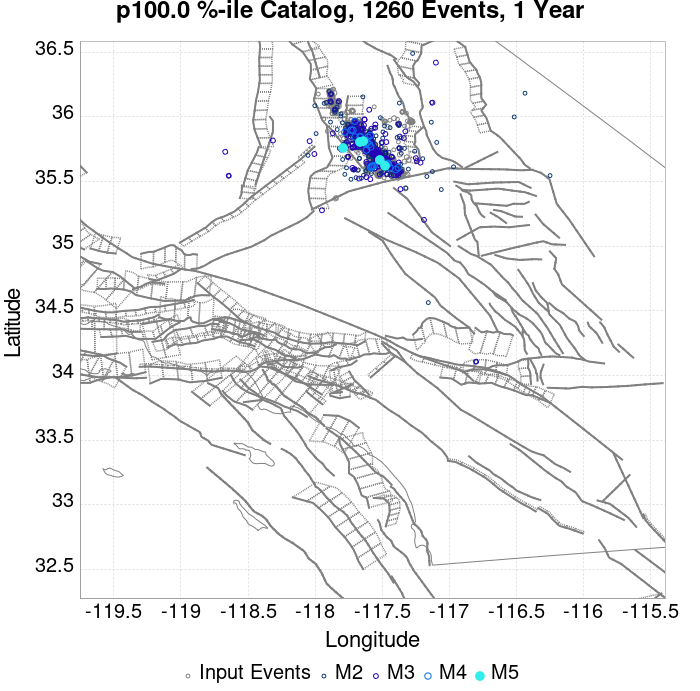 p100.0 %-ile Catalog, 1260 Events, 1 Year
36.5
36
35.5
35
34.5
34
33.5
33
32.5
Latitude
-119.5 -119 -118.5 -118 -117.5 -117 -116.5 -116 -115.5
Longitude
Input Events M2 M3 M4 M5